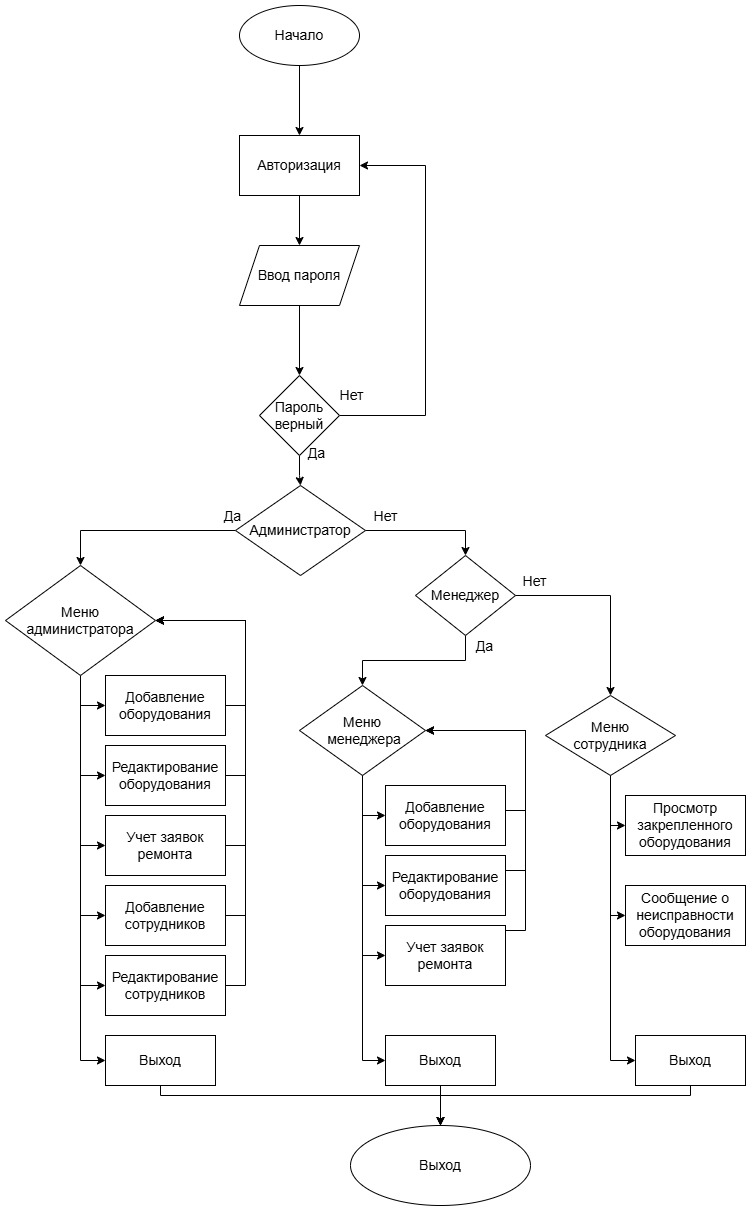 Начало
Авторизация
Ввод пароля
Нет
Пароль
верный
Да
Да
Администратор
Нет
Меню
администратора
Менеджер
Нет
Да
Добавление
оборудования
Редактирование
оборудования
Учет заявок
ремонта
Добавление
сотрудников
Редактирование
сотрудников
Выход
Меню
менеджера
Добавление
оборудования
Редактирование
оборудования
Учет заявок
ремонта
Выход
Меню
сотрудника
Просмотр
закрепленного
оборудования
Сообщение о
неисправности
оборудования
Выход
Выход